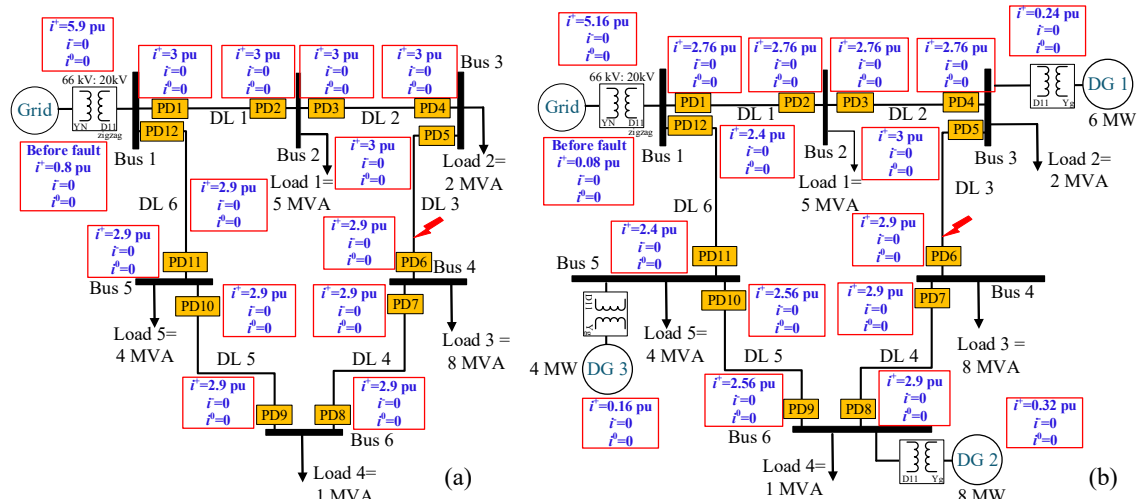 i⁺=5.9 pu
i⁻=0
i⁰=0
i⁺=3 pu
i⁻=0
i⁰=0
i⁺=3 pu
i⁻=0
i⁰=0
i⁺=3 pu
i⁻=0
i⁰=0
i⁺=3 pu
i⁻=0
i⁰=0
Bus 3
66 kV: 20kV
Grid
YN
D11
zigzag
PD1
PD12
DL 1
PD2
PD3
DL 2
PD4
PD5
Bus 1
Bus 2
Before fault
i⁺=0.8 pu
i⁻=0
i⁰=0
Load 1=
5 MVA
i⁺=3 pu
i⁻=0
i⁰=0
Load 2=
2 MVA
DL 6
i⁺=2.9 pu
i⁻=0
i⁰=0
DL 3
i⁺=2.9 pu
i⁻=0
i⁰=0
i⁺=2.9 pu
i⁻=0
i⁰=0
PD11
Bus 5
PD6
Bus 4
PD10
i⁺=2.9 pu
i⁻=0
i⁰=0
i⁺=2.9 pu
i⁻=0
i⁰=0
PD7
Load 5=
4 MVA
Load 3 =
8 MVA
DL 5
DL 4
i⁺=2.9 pu
i⁻=0
i⁰=0
PD9
PD8
i⁺=2.9 pu
i⁻=0
i⁰=0
Bus 6
Load 4=
1 MVA
(a)
i⁺=5.16 pu
i⁻=0
i⁰=0
i⁺=2.76 pu
i⁻=0
i⁰=0
i⁺=2.76 pu
i⁻=0
i⁰=0
i⁺=2.76 pu
i⁻=0
i⁰=0
i⁺=2.76 pu
i⁻=0
i⁰=0
i⁺=0.24 pu
i⁻=0
i⁰=0
66 kV: 20kV
Grid
YN
D11
zigzag
PD1
PD12
DL 1
PD2
PD3
DL 2
PD4
PD5
D11
Yg
DG 1
6 MW
Bus 1
Bus 2
Bus 3
Before fault
i⁺=0.08 pu
i⁻=0
i⁰=0
i⁺=2.4 pu
i⁻=0
i⁰=0
Load 1=
5 MVA
i⁺=3 pu
i⁻=0
i⁰=0
Load 2=
2 MVA
DL 6
DL 3
i⁺=2.4 pu
i⁻=0
i⁰=0
i⁺=2.9 pu
i⁻=0
i⁰=0
Bus 5
PD11
PD6
Bus 4
PD10
i⁺=2.56 pu
i⁻=0
i⁰=0
i⁺=2.9 pu
i⁻=0
i⁰=0
PD7
D11
Yg
Load 5=
4 MVA
Load 3 =
8 MVA
4 MW
DG 3
DL 5
DL 4
i⁺=0.16 pu
i⁻=0
i⁰=0
i⁺=2.56 pu
i⁻=0
i⁰=0
PD9
PD8
i⁺=2.9 pu
i⁻=0
i⁰=0
i⁺=0.32 pu
i⁻=0
i⁰=0
Bus 6
D11
Yg
DG 2
8 MW
Load 4=
1 MVA
(b)